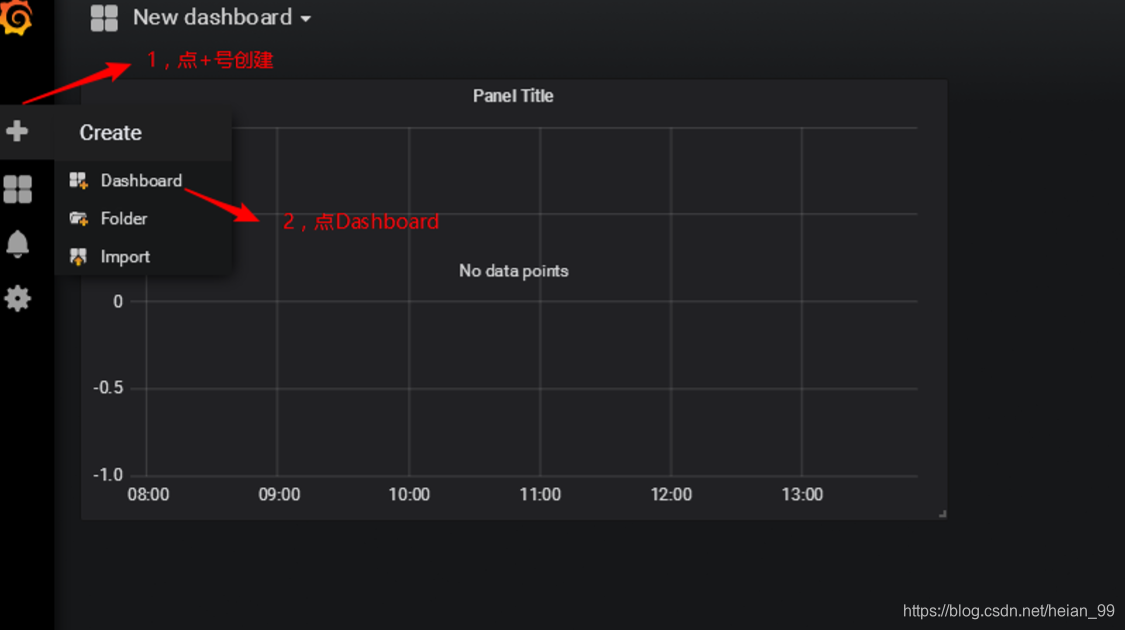 New dashboard
1，点+号创建
Panel Title
Create
Dashboard
Folder
Import
2，点Dashboard
No data points
0
-0.5
-1.0
08:00 09:00 10:00 11:00 12:00 13:00
https://blog.csdn.net/heian_99